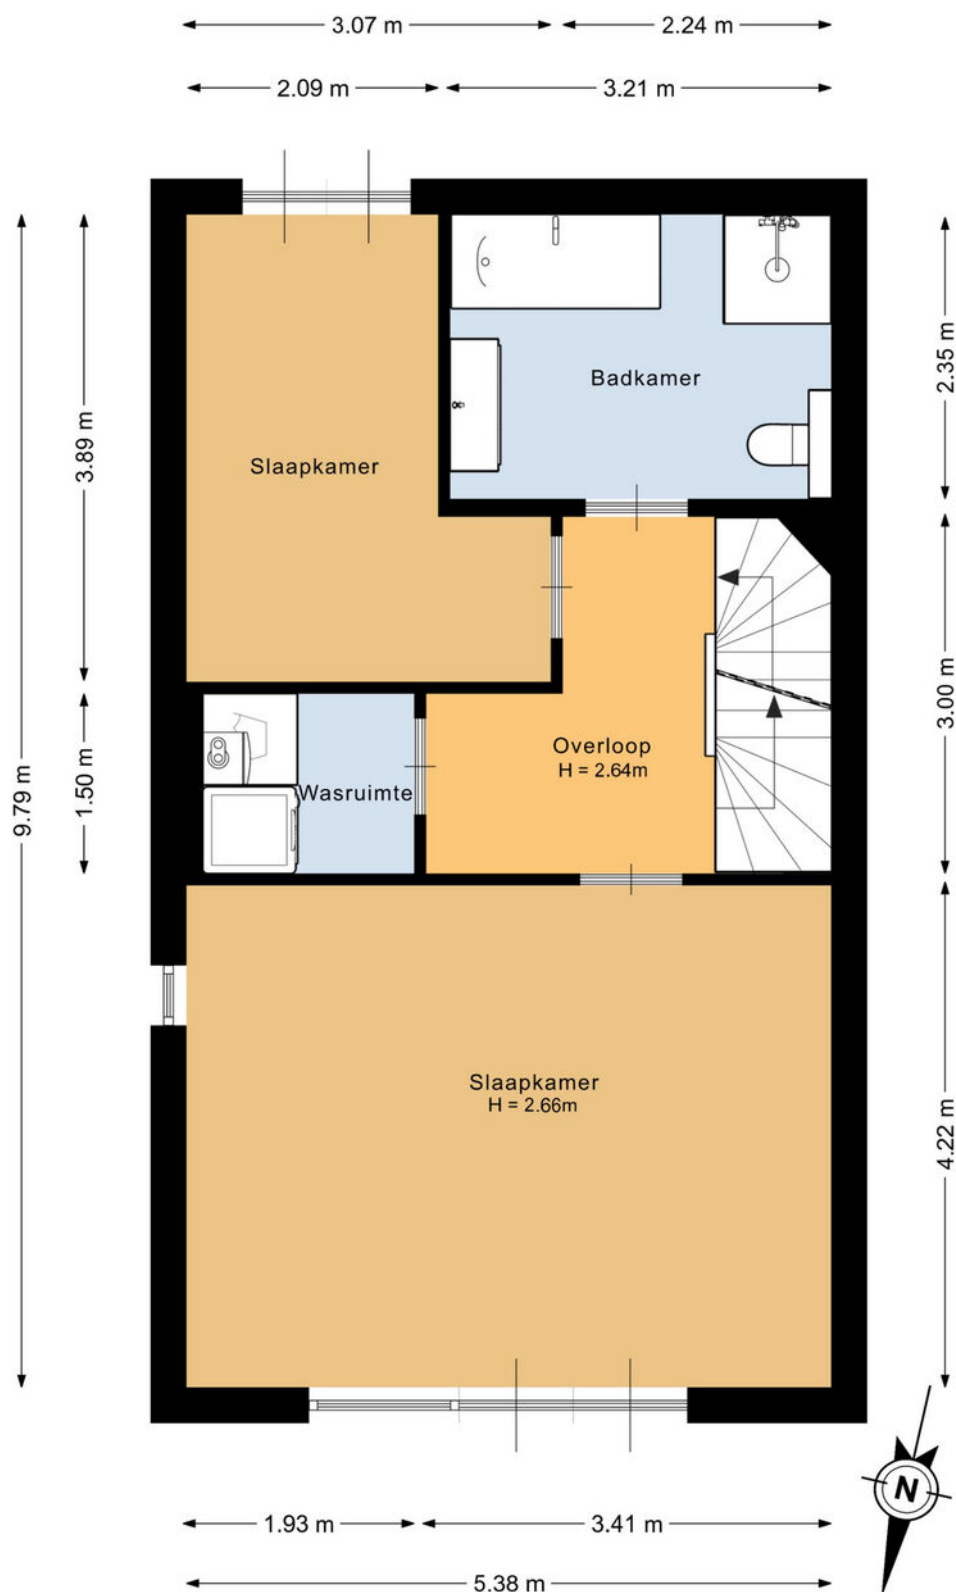 3.07 m
2.24 m
2.09 m
3.21 m
9.79 m
3.89 m
1.50 m
2.35 m
3.00 m
4.22 m
Badkamer
Slaapkamer
Overloop
H = 2.64m
Wasruimte
Slaapkamer
H = 2.66m
N
1.93 m
3.41 m
5.38 m